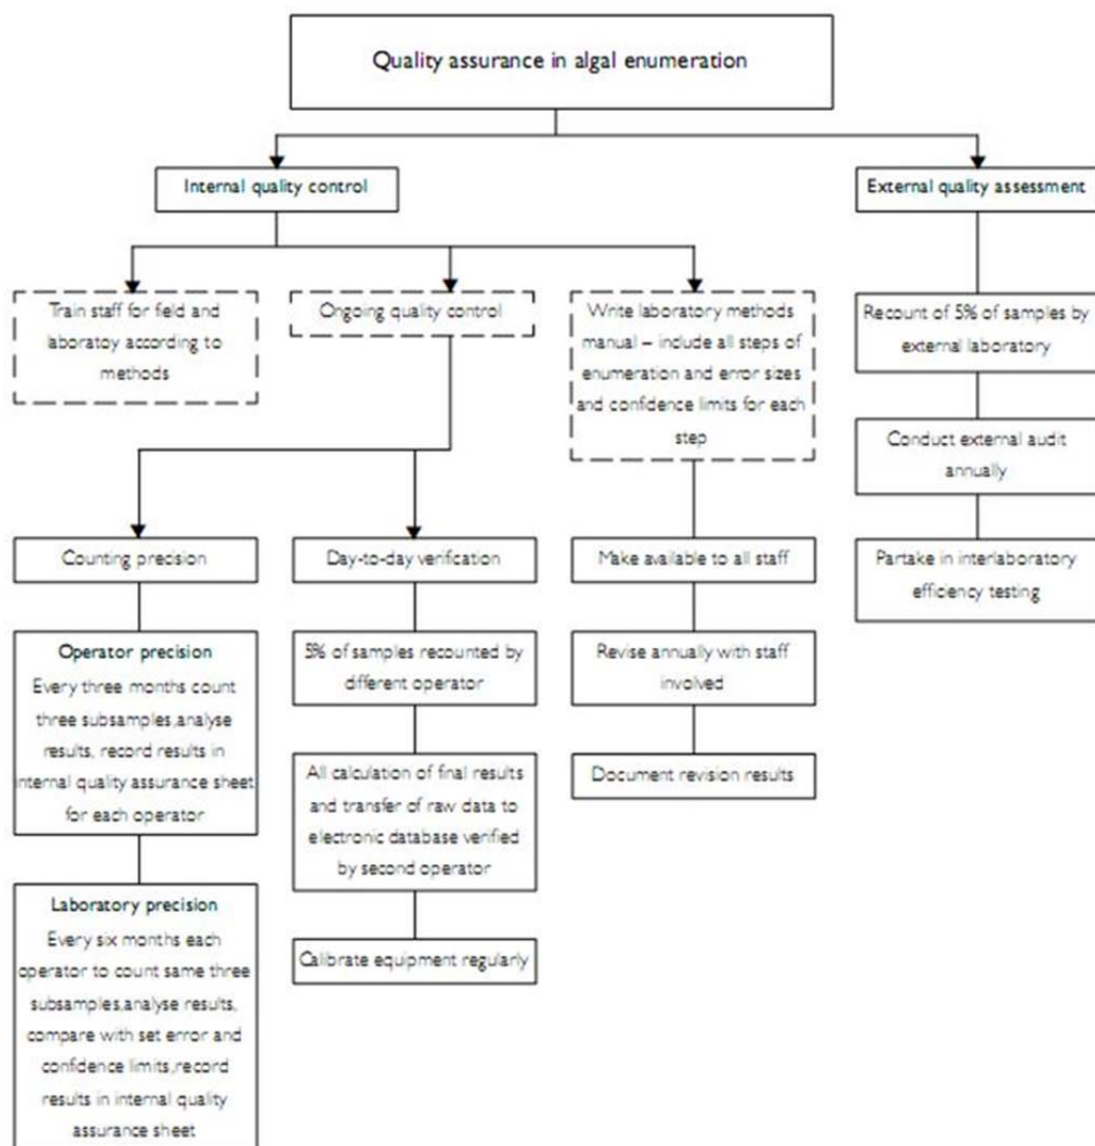 Quality assurance in algal enumeration
Internal quality control
External quality assessment
Train staff for field and
laboratoy according to
methods
Ongoing quality control
Write laboratory methods
manual – include all steps of
enumeration and error sizes
and confidence limits for each
step
Recount of 5% of samples by
external laboratory
Conduct external audit
annually
Partake in interlaboratory
efficiency testing
Counting precision
Day-to-day verification
Make available to all staff
Operator precision
Every three months count
three subsamples,analyse
results, record results in
internal quality assurance sheet
for each operator
5% of samples recounted by
different operator
Revise annually with staff
involved
All calculation of final results
and transfer of raw data to
electronic database verified
by second operator
Document revision results
Laboratory precision
Every six months each
operator to count same three
subsamples,analyse results,
compare with set error and
confidence limits,record
results in internal quality
assurance sheet
Calibrate equipment regularly